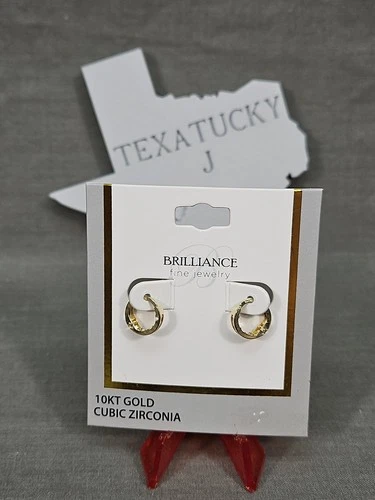 TEXATUCKY
J
BRILLIANCE
fine jewelry
10KT GOLD
CUBIC ZIRCONIA